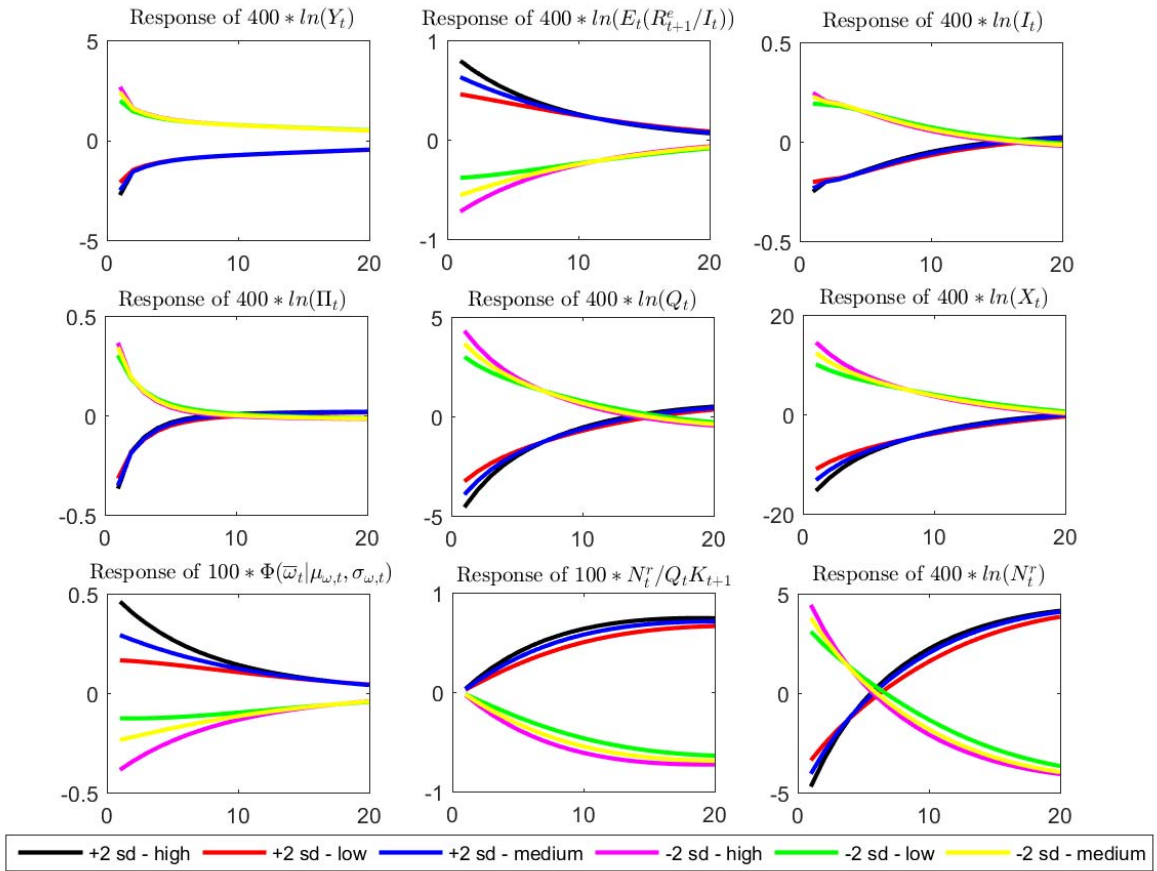 Response of 400 ∗ ln(Y_t)
5
0
-5
0 10 20
Response of 400 ∗ ln(E_t(R^e_{t+1}/I_t))
1
0
-1
0 10 20
Response of 400 ∗ ln(I_t)
0.5
0
-0.5
0 10 20
Response of 400 ∗ ln(Π_t)
0.5
0
-0.5
0 10 20
Response of 400 ∗ ln(Q_t)
5
0
-5
0 10 20
Response of 400 ∗ ln(X_t)
20
0
-20
0 10 20
Response of 100 ∗ Φ(ω̅_t|μ_{ω,t}, σ_{ω,t})
0.5
0
-0.5
0 10 20
Response of 100 ∗ N^r_t/Q_tK_{t+1}
1
0
-1
0 10 20
Response of 400 ∗ ln(N^r_t)
5
0
-5
0 10 20
+2 sd - high +2 sd - low +2 sd - medium -2 sd - high -2 sd - low -2 sd - medium